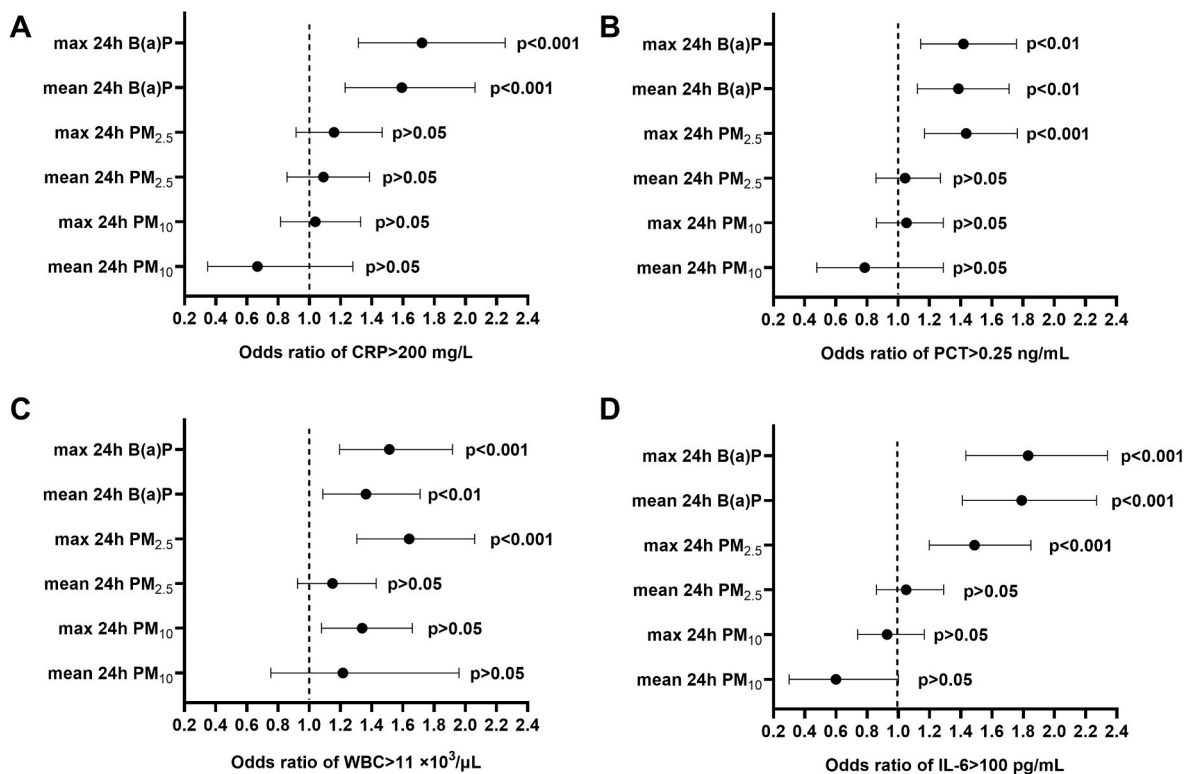 A
max 24h B(a)P p<0.001
mean 24h B(a)P p<0.001
max 24h PM2.5 p>0.05
mean 24h PM2.5 p>0.05
max 24h PM10 p>0.05
mean 24h PM10 p>0.05
0.2 0.4 0.6 0.8 1.0 1.2 1.4 1.6 1.8 2.0 2.2 2.4
Odds ratio of CRP>200 mg/L
B
max 24h B(a)P p<0.01
mean 24h B(a)P p<0.01
max 24h PM2.5 p<0.001
mean 24h PM2.5 p>0.05
max 24h PM10 p>0.05
mean 24h PM10 p>0.05
0.2 0.4 0.6 0.8 1.0 1.2 1.4 1.6 1.8 2.0 2.2 2.4
Odds ratio of PCT>0.25 ng/mL
C
max 24h B(a)P p<0.001
mean 24h B(a)P p<0.01
max 24h PM2.5 p<0.001
mean 24h PM2.5 p>0.05
max 24h PM10 p>0.05
mean 24h PM10 p>0.05
0.2 0.4 0.6 0.8 1.0 1.2 1.4 1.6 1.8 2.0 2.2 2.4
Odds ratio of WBC>11 ×10³/μL
D
max 24h B(a)P p<0.001
mean 24h B(a)P p<0.001
max 24h PM2.5 p<0.001
mean 24h PM2.5 p>0.05
max 24h PM10 p>0.05
mean 24h PM10 p>0.05
0.2 0.4 0.6 0.8 1.0 1.2 1.4 1.6 1.8 2.0 2.2 2.4
Odds ratio of IL-6>100 pg/mL